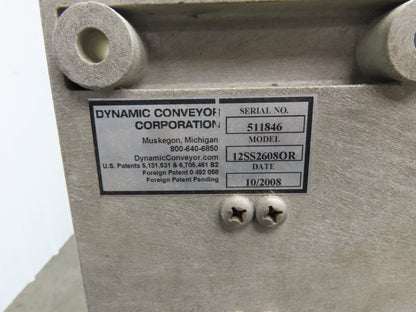 DYNAMIC CONVEYOR
CORPORATION
Muskegon, Michigan
800-640-6850
DynamicConveyor.com
U.S. Patents 5,131,531 & 6,705,461 B2
Foreign Patent 0 492 058
Foreign Patent Pending
SERIAL NO.
511846
MODEL
12SS2608OR
DATE
10/2008